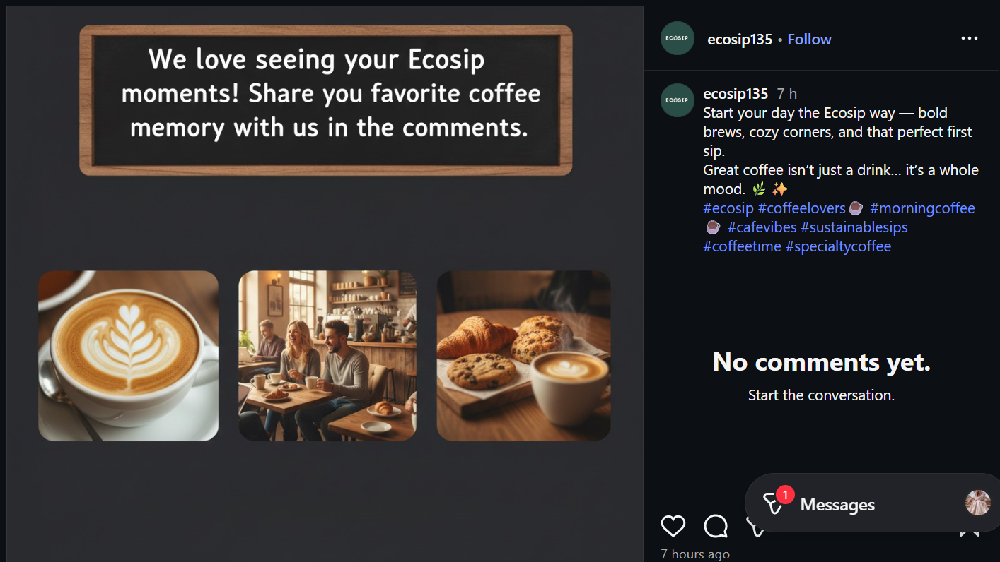 We love seeing your Ecosip
moments! Share you favorite coffee
memory with us in the comments.
ECOSIP
ecosip135 • Follow
ECOSIP
ecosip135 7 h
Start your day the Ecosip way — bold
brews, cozy corners, and that perfect first
sip.
Great coffee isn’t just a drink... it’s a whole
mood. 🌿 ✨
#ecosip #coffeelovers☕ #morningcoffee
☕ #cafevibes #sustainablesips
#coffeetıme #specialtycoffee
No comments yet.
Start the conversation.
1
Messages
7 hours ago